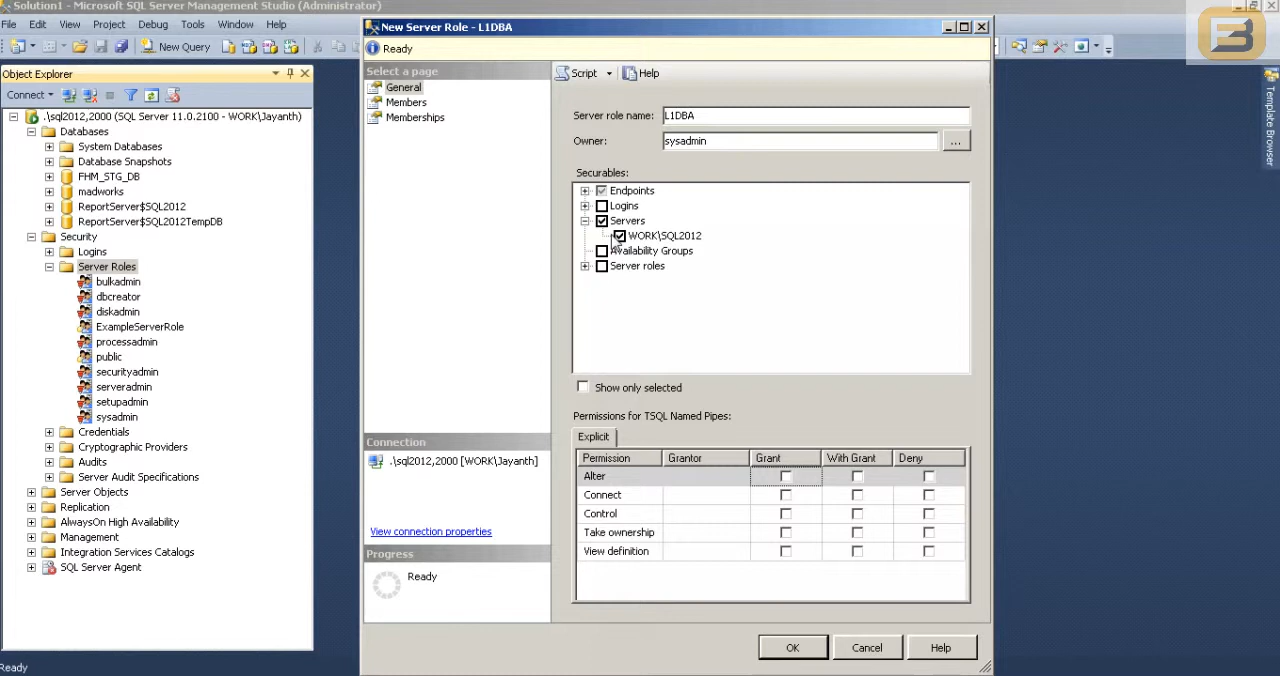 Solution1 - Microsoft SQL Server Management Studio (Administrator)
File Edit View Project Debug Tools Window Help
New Query
Object Explorer
Connect
.\sql2012,2000 (SQL Server 11.0.2100 - WORK\Jayanth)
Databases
System Databases
Database Snapshots
FHM_STG_DB
madworks
ReportServer$SQL2012
ReportServer$SQL2012TempDB
Security
Logins
Server Roles
bulkadmin
dbcreator
diskadmin
ExampleServerRole
processadmin
public
securityadmin
serveradmin
setupadmin
sysadmin
Credentials
Cryptographic Providers
Audits
Server Audit Specifications
Server Objects
Replication
AlwaysOn High Availability
Management
Integration Services Catalogs
SQL Server Agent
Ready
New Server Role - L1DBA
Ready
Select a page
General
Members
Memberships
Connection
.\sql2012,2000 [WORK\Jayanth]
View connection properties
Progress
Ready
Script Help
Server role name: L1DBA
Owner: sysadmin ...
Securables:
Endpoints
Logins
Servers
WORK\SQL2012
Availability Groups
Server roles
Show only selected
Permissions for TSQL Named Pipes:
Explicit
Permission Grantor Grant With Grant Deny
Alter
Connect
Control
Take ownership
View definition
OK Cancel Help
Template Browser